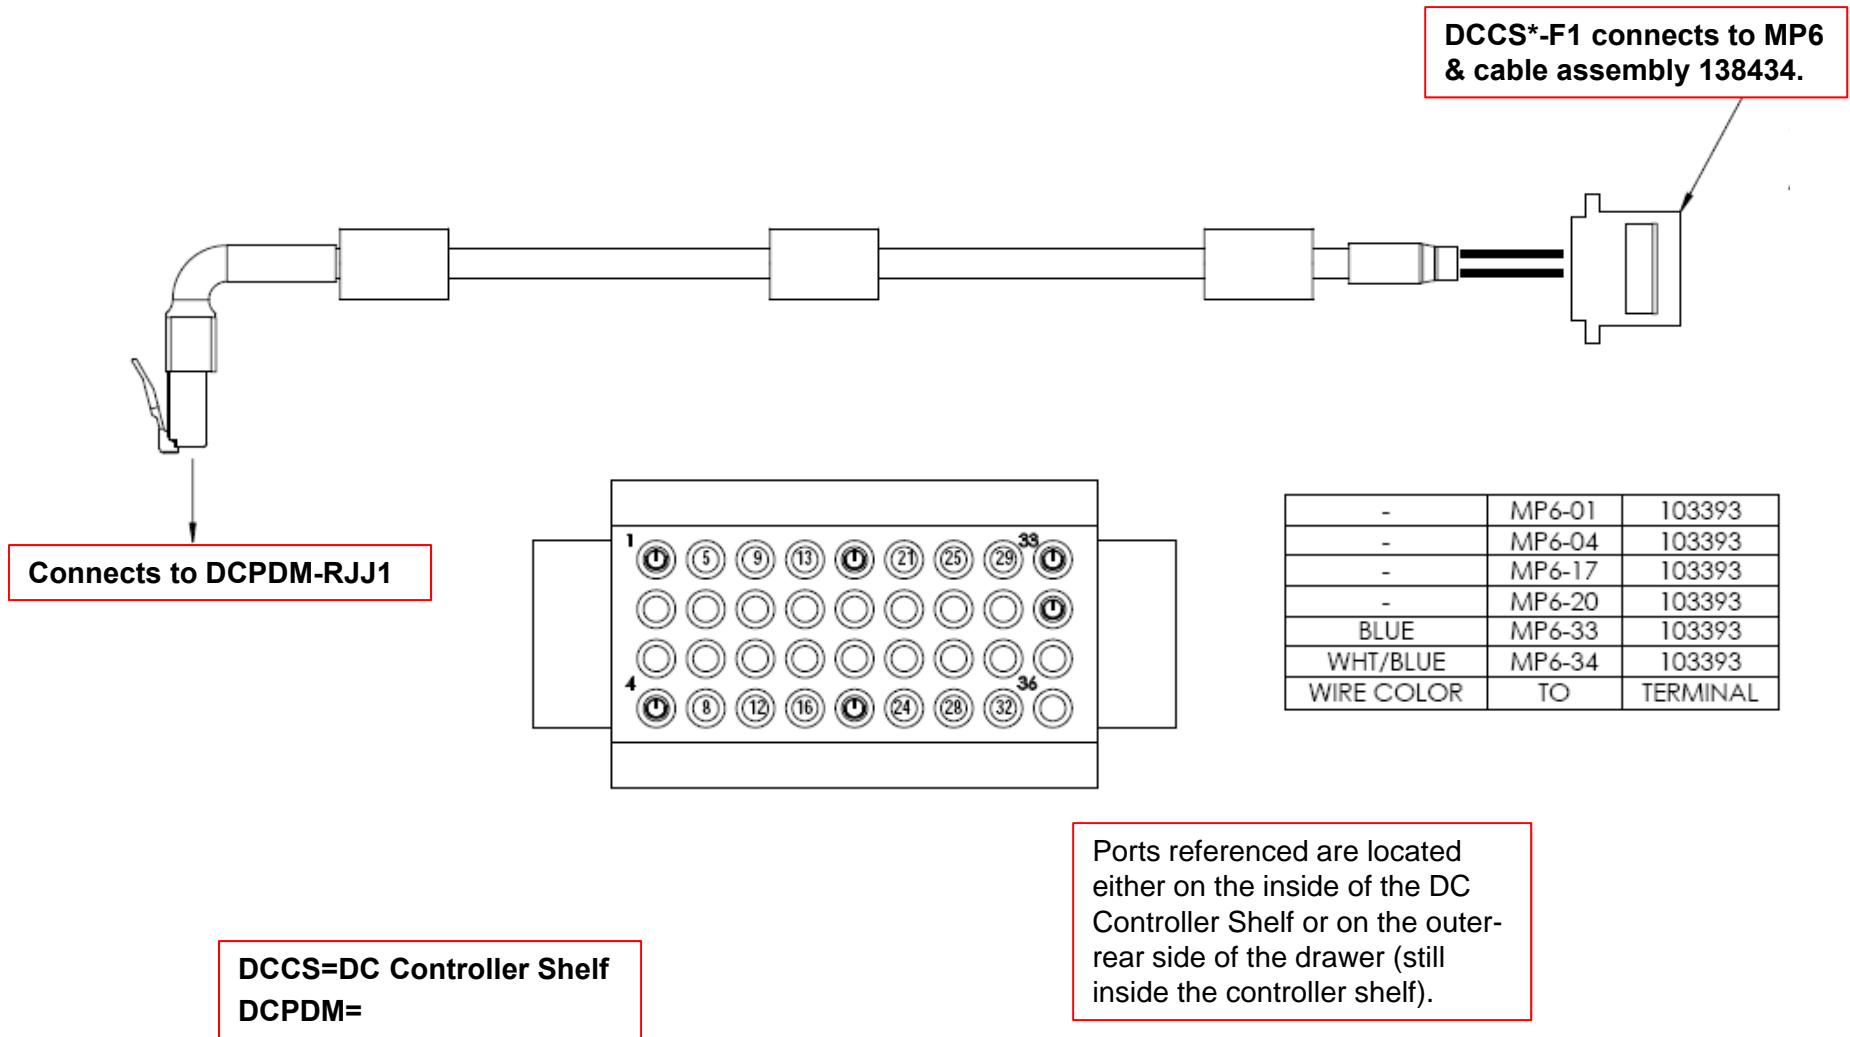 DCCS*-F1 connects to MP6
& cable assembly 138434.
Connects to DCPDM-RJJ1
1 5 9 13 21 25 29 33
4 8 12 16 24 28 32 36
- MP6-01 103393
- MP6-04 103393
- MP6-17 103393
- MP6-20 103393
BLUE MP6-33 103393
WHT/BLUE MP6-34 103393
WIRE COLOR TO TERMINAL
Ports referenced are located
either on the inside of the DC
Controller Shelf or on the outer-
rear side of the drawer (still
inside the controller shelf).
DCCS=DC Controller Shelf
DCPDM=